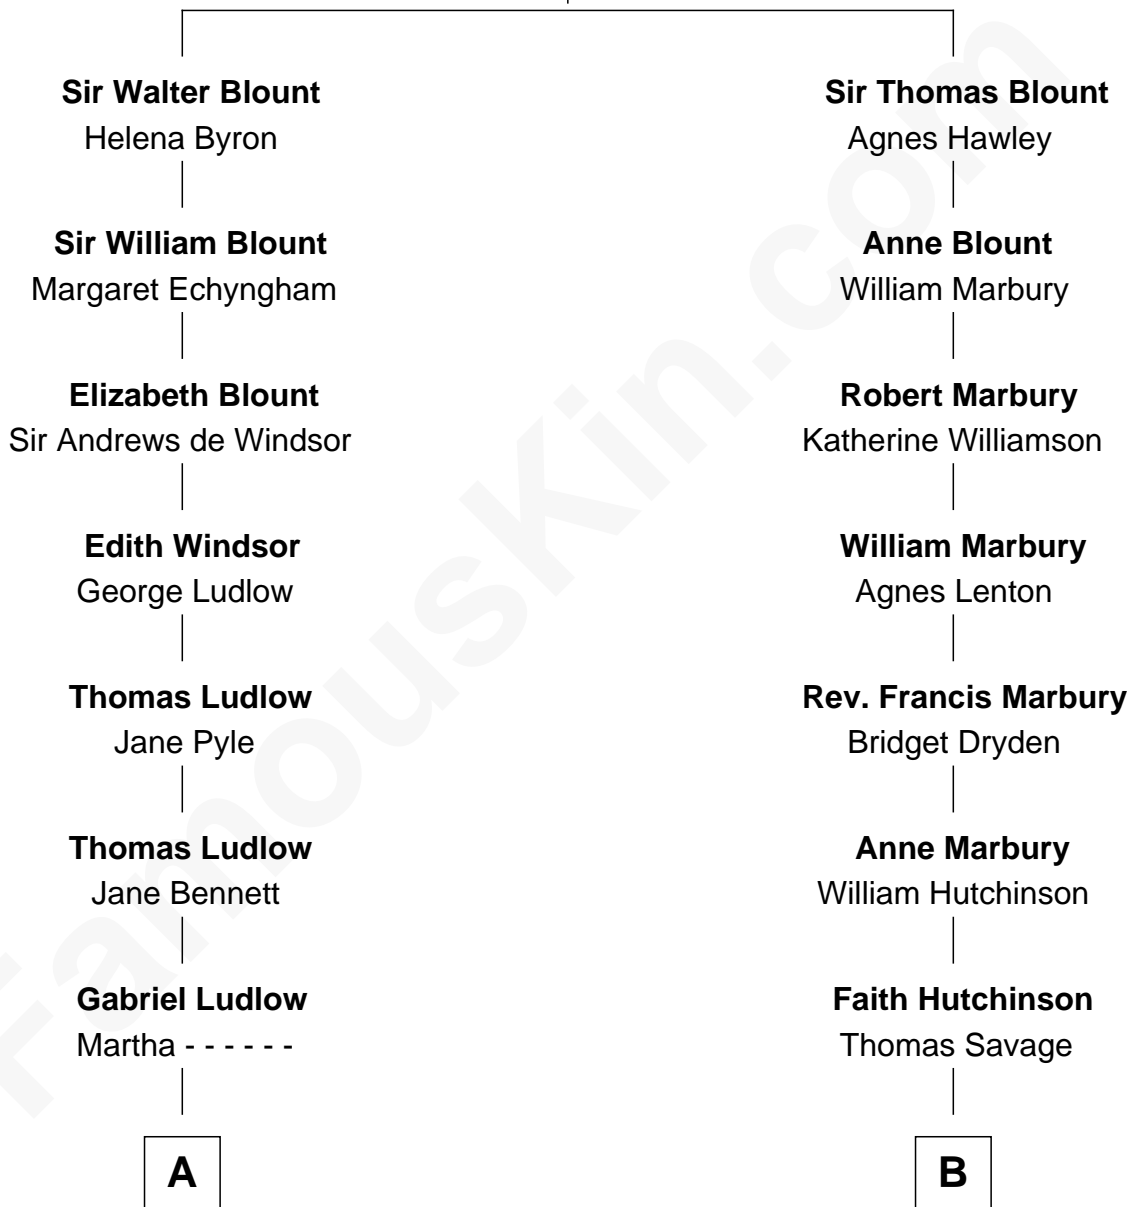 Sir Walter Blount
Helena Byron
Sir William Blount
Margaret Echyngham
Elizabeth Blount
Sir Andrews de Windsor
Edith Windsor
George Ludlow
Thomas Ludlow
Jane Pyle
Thomas Ludlow
Jane Bennett
Gabriel Ludlow
Martha - - - - - -
A
Sir Thomas Blount
Agnes Hawley
Anne Blount
William Marbury
Robert Marbury
Katherine Williamson
William Marbury
Agnes Lenton
Rev. Francis Marbury
Bridget Dryden
Anne Marbury
William Hutchinson
Faith Hutchinson
Thomas Savage
B
FamousKin.com